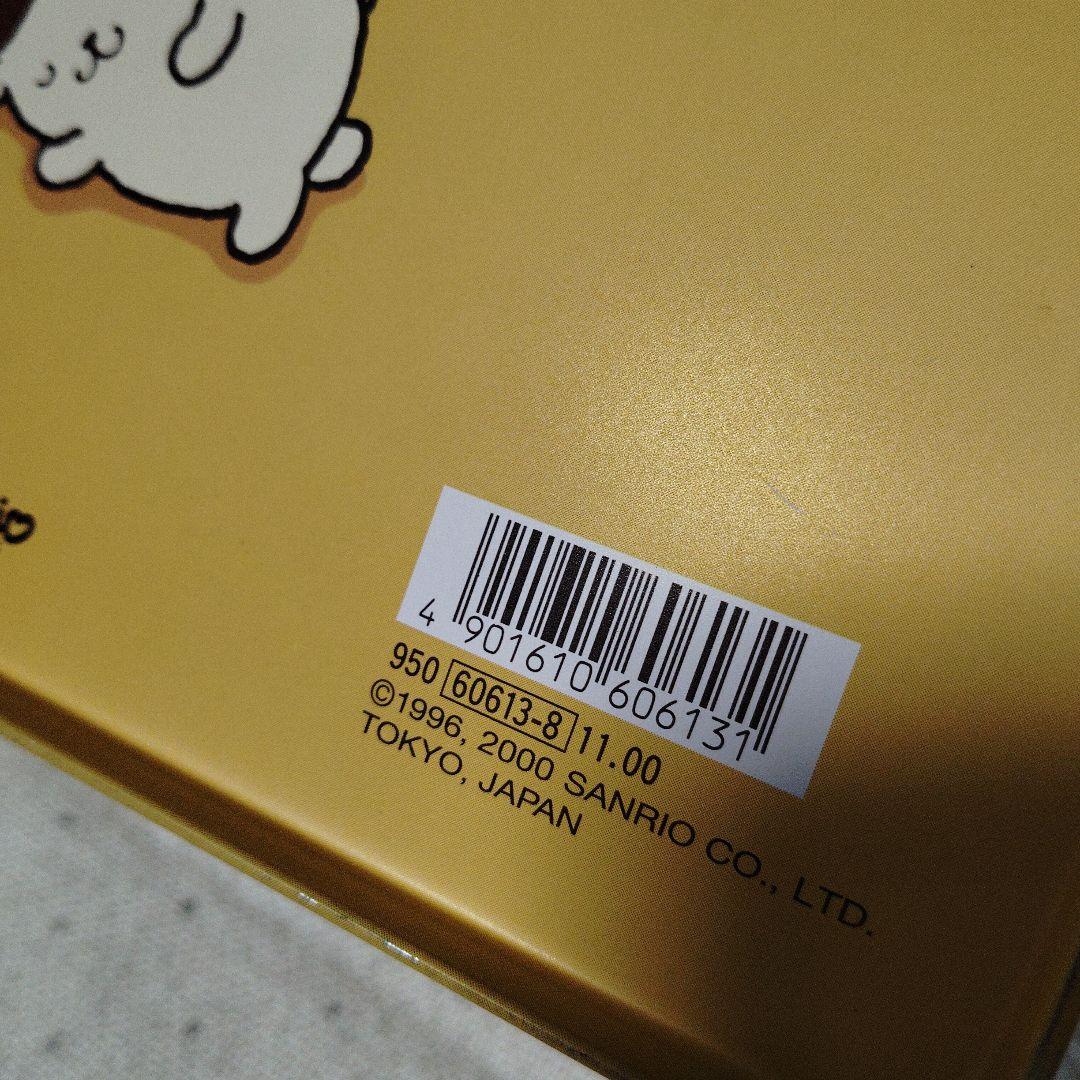 4 901610 606131
950 60613-8 11.00
©1996, 2000 SANRIO CO., LTD.
TOKYO, JAPAN